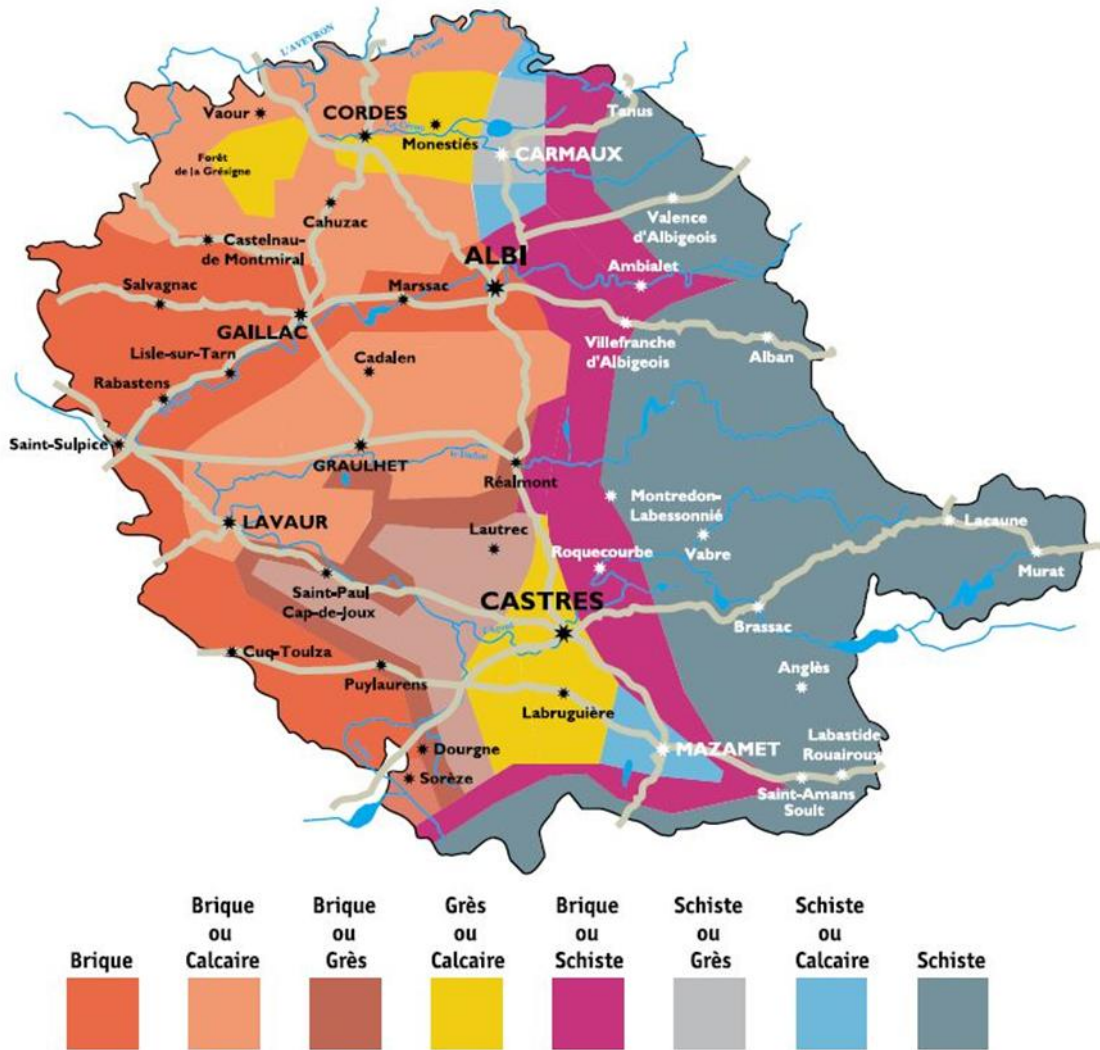 L'AVEYRON
Le Viaur
Vaour
CORDES
Tanus
Monestiés
CARMAUX
Forêt
de la Grésigne
Cahuzac
Valence
d'Albigeois
Castelnau-
de Montmiral
ALBI
Ambialet
Salvagnac
Marssac
GAILLAC
Villefranche
d'Albigeois
Alban
Lisle-sur-Tarn
Cadalen
Rabastens
Saint-Sulpice
GRAULHET
Réalmont
Montredon-
Labessonnié
LAVAUR
Lautrec
Vabre
Lacaune
Roquecourbe
Murat
Saint-Paul
Cap-de-Joux
CASTRES
Brassac
Cuq-Toulza
Puylaurens
Anglès
Labruguière
Dourgne
MAZAMET
Labastide
Rouairoux
Sorèze
Saint-Amans
Soult
Brique
Brique
ou
Calcaire
Brique
ou
Grès
Grès
ou
Calcaire
Brique
ou
Schiste
Schiste
ou
Grès
Schiste
ou
Calcaire
Schiste